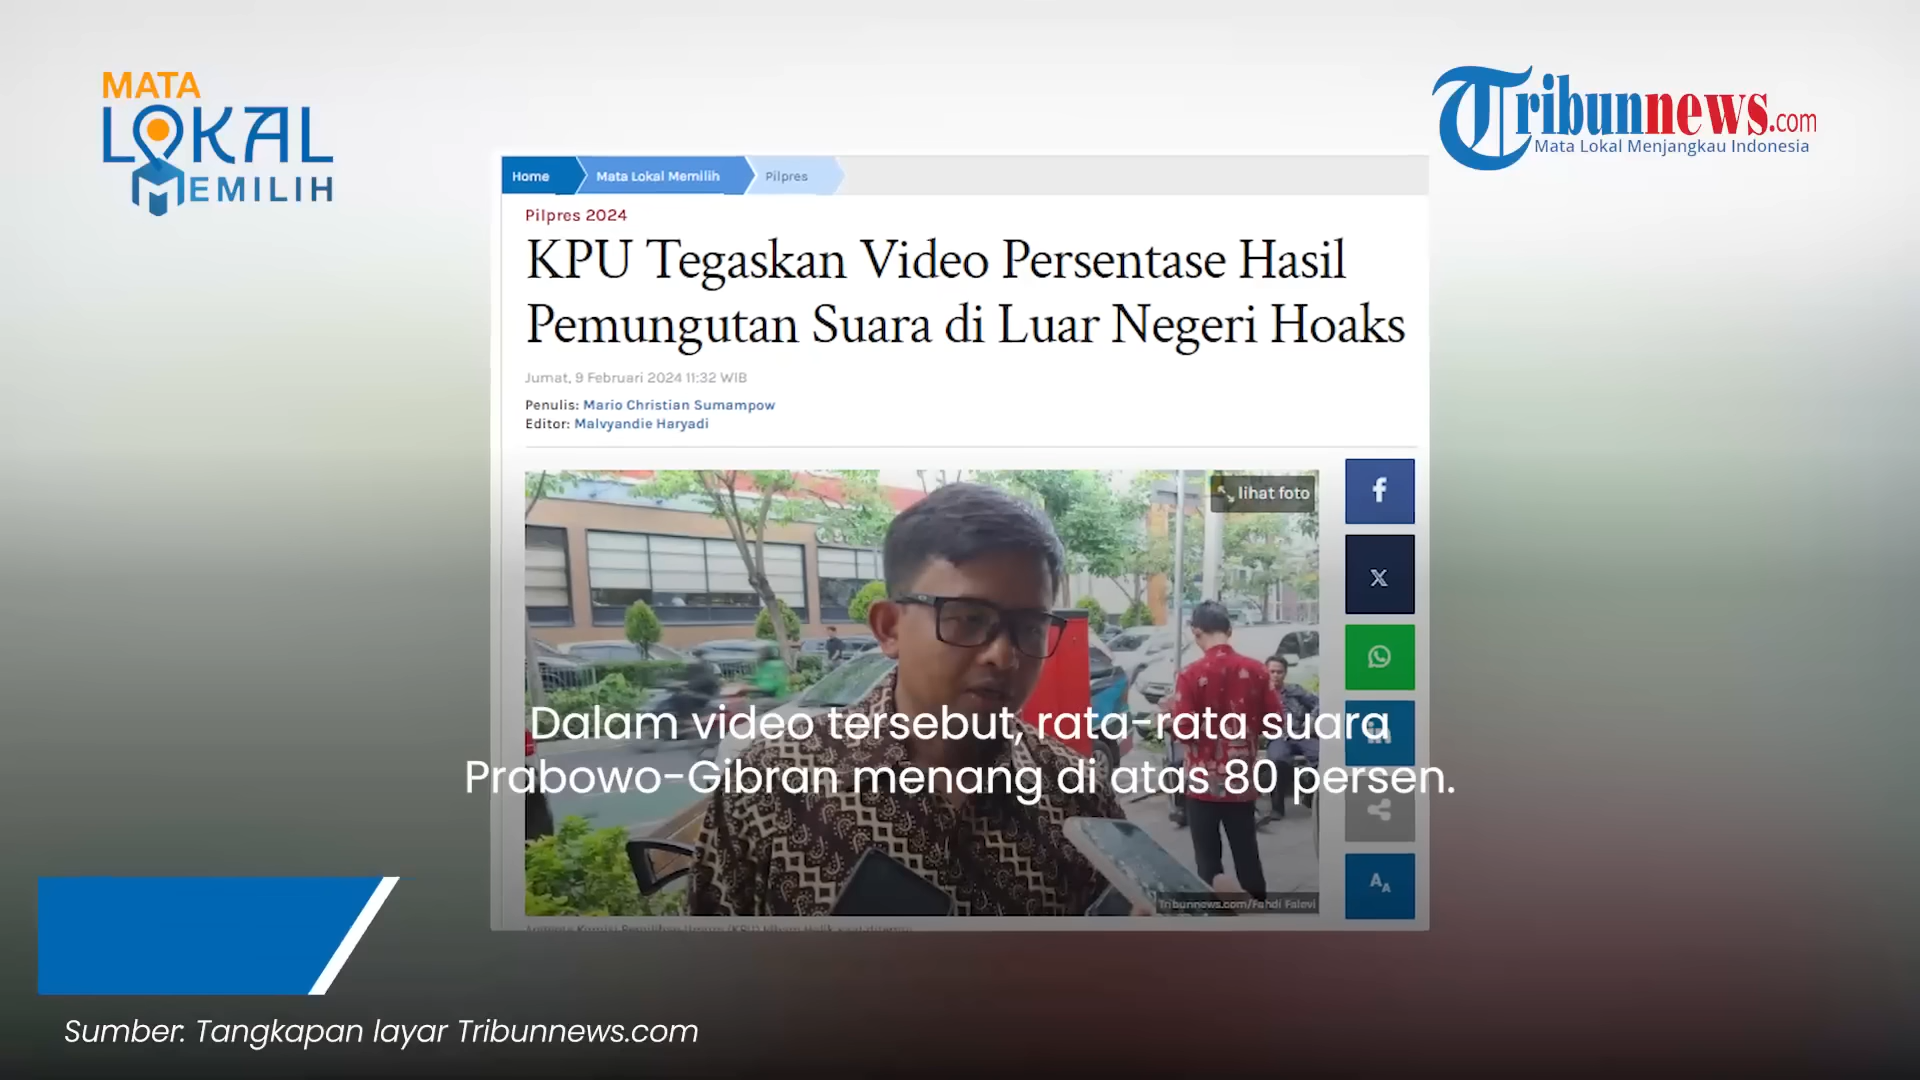 MATA
LOKAL
MEMILIH
Tribunnews.com
Mata Lokal Menjangkau Indonesia
Home
Mata Lokal Memilih
Pilpres
Pilpres 2024
KPU Tegaskan Video Persentase Hasil
Pemungutan Suara di Luar Negeri Hoaks
Jumat, 9 Februari 2024 11:32 WIB
Penulis: Mario Christian Sumampow
Editor: Malvyandie Haryadi
lihat foto
Dalam video tersebut, rata-rata suara
Prabowo-Gibran menang di atas 80 persen.
Tribunnews.com/Fahdi Falevi
Sumber: Tangkapan layar Tribunnews.com